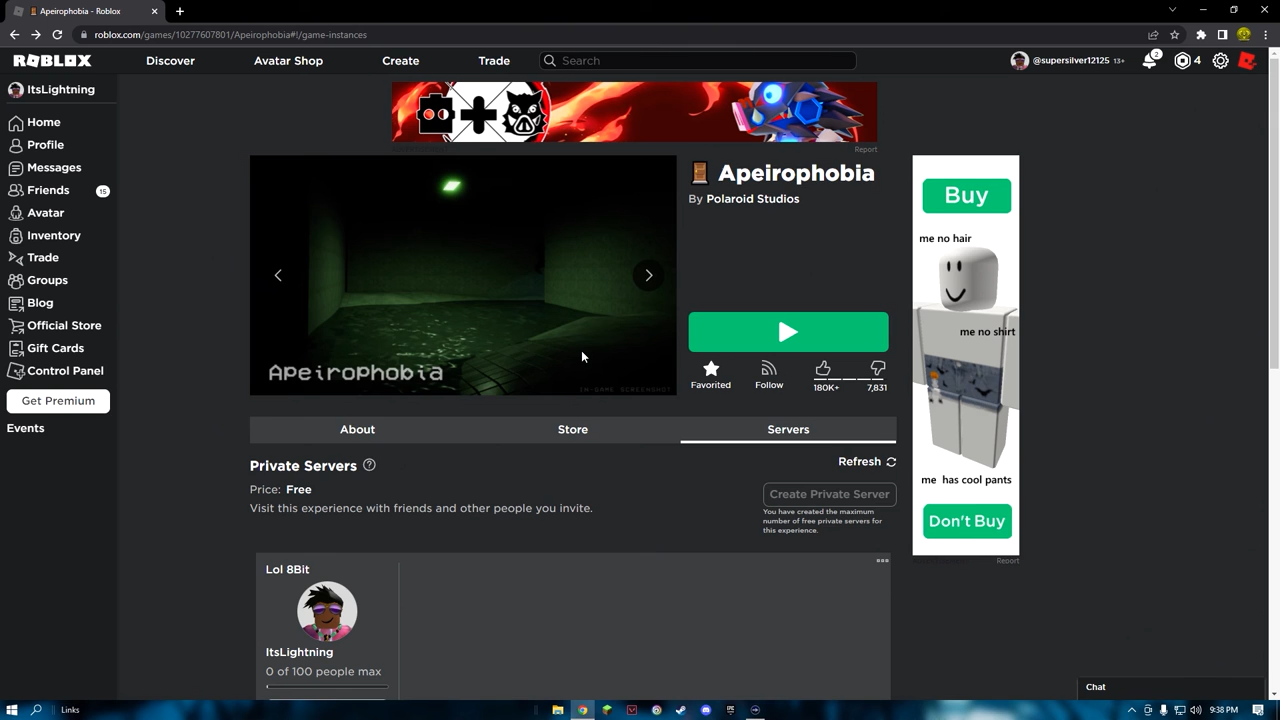 Apeirophobia - Roblox
roblox.com/games/10277607801/Apeirophobia#!/game-instances
ROBLOX
Discover
Avatar Shop
Create
Trade
Search
@supersilver12125 13+
2
4
ItsLightning
Home
Profile
Messages
Friends
15
Avatar
Inventory
Trade
Groups
Blog
Official Store
Gift Cards
Control Panel
Get Premium
Events
Report
Apeirophobia
IN-GAME SCREENSHOT
Apeirophobia
By Polaroid Studios
Favorited
Follow
180K+
7,831
About
Store
Servers
Private Servers
Refresh
Price: Free
Visit this experience with friends and other people you invite.
Create Private Server
You have created the maximum
number of free private servers for
this experience.
Lol 8Bit
ItsLightning
0 of 100 people max
Buy
me no hair
me no shirt
me has cool pants
Don't Buy
Report
Chat
Links
9:38 PM